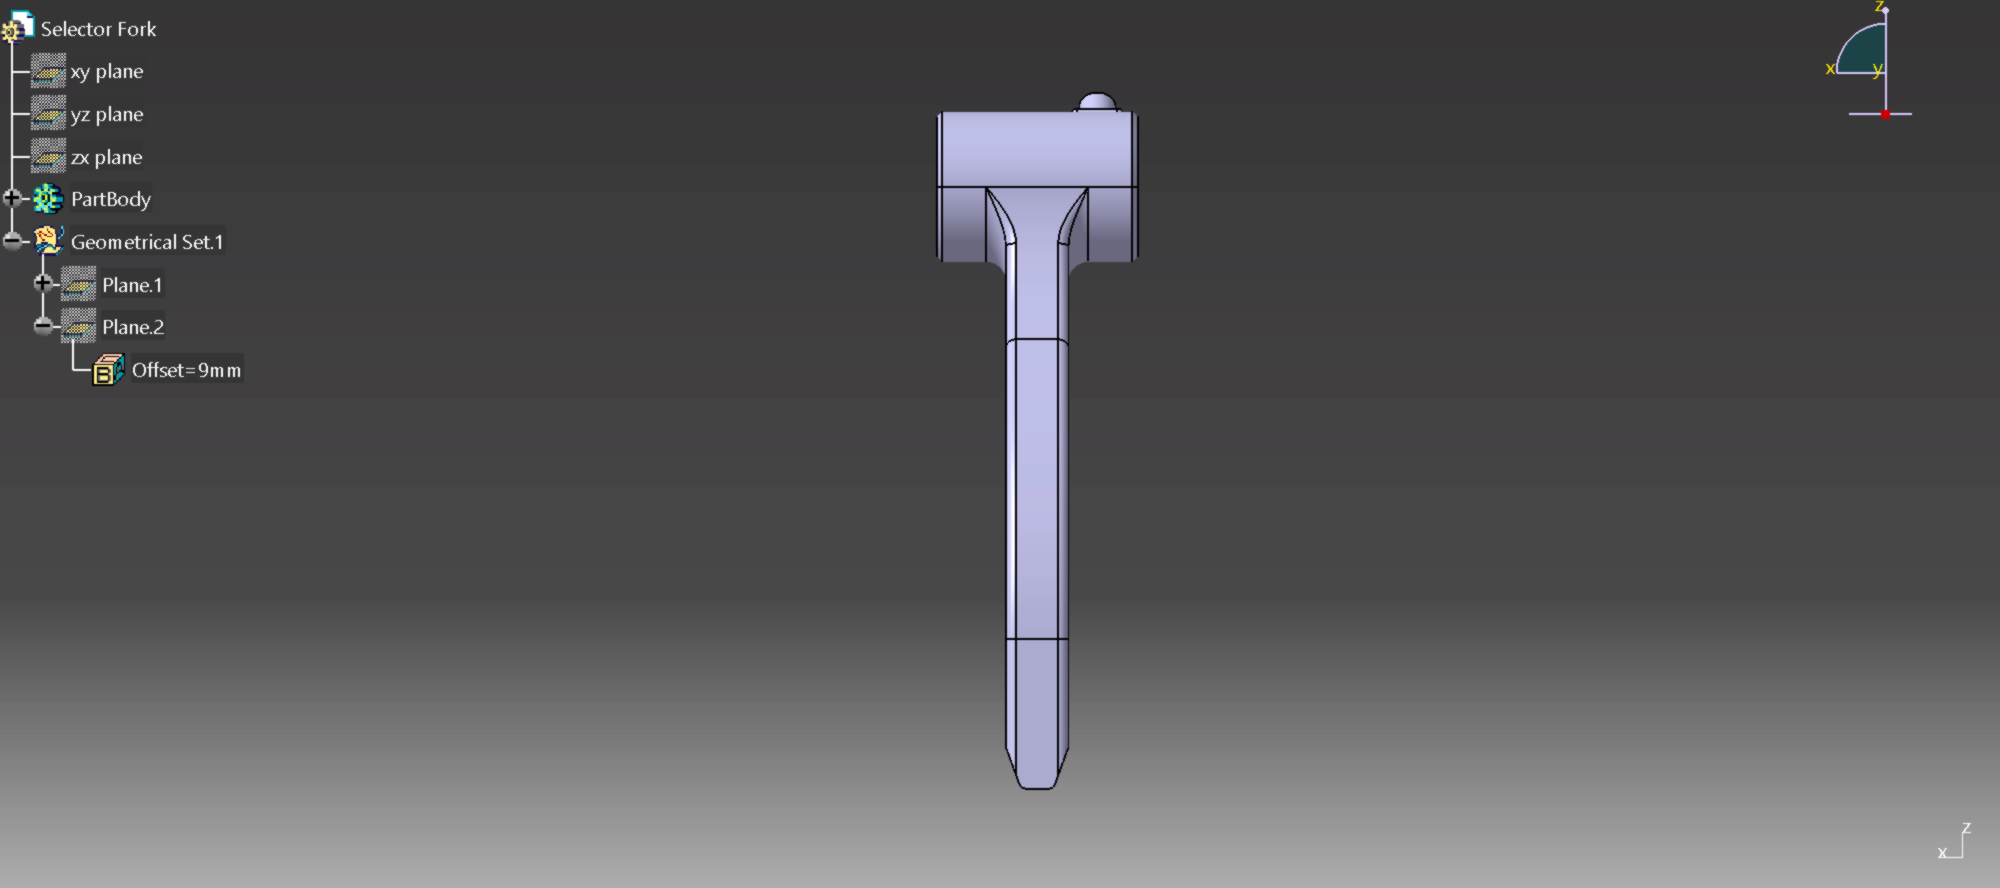 Selector Fork
xy plane
yz plane
zx plane
PartBody
Geometrical Set.1
Plane.1
Plane.2
B Offset=9mm
z
x y
z
x